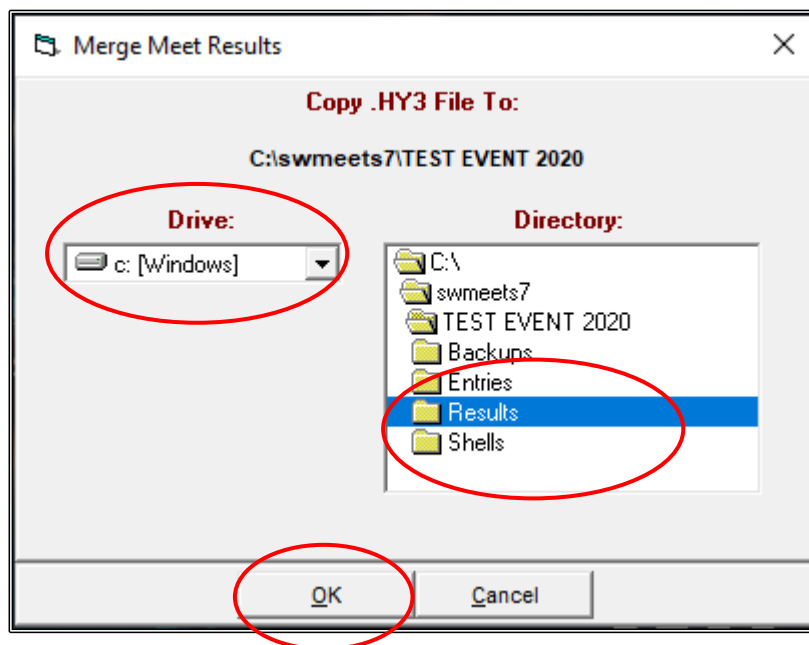 Merge Meet Results
Copy .HY3 File To:
C:\swmeets7\TEST EVENT 2020
Drive:
c: [Windows]
Directory:
C:\
swmeets7
TEST EVENT 2020
Backups
Entries
Results
Shells
OK
Cancel